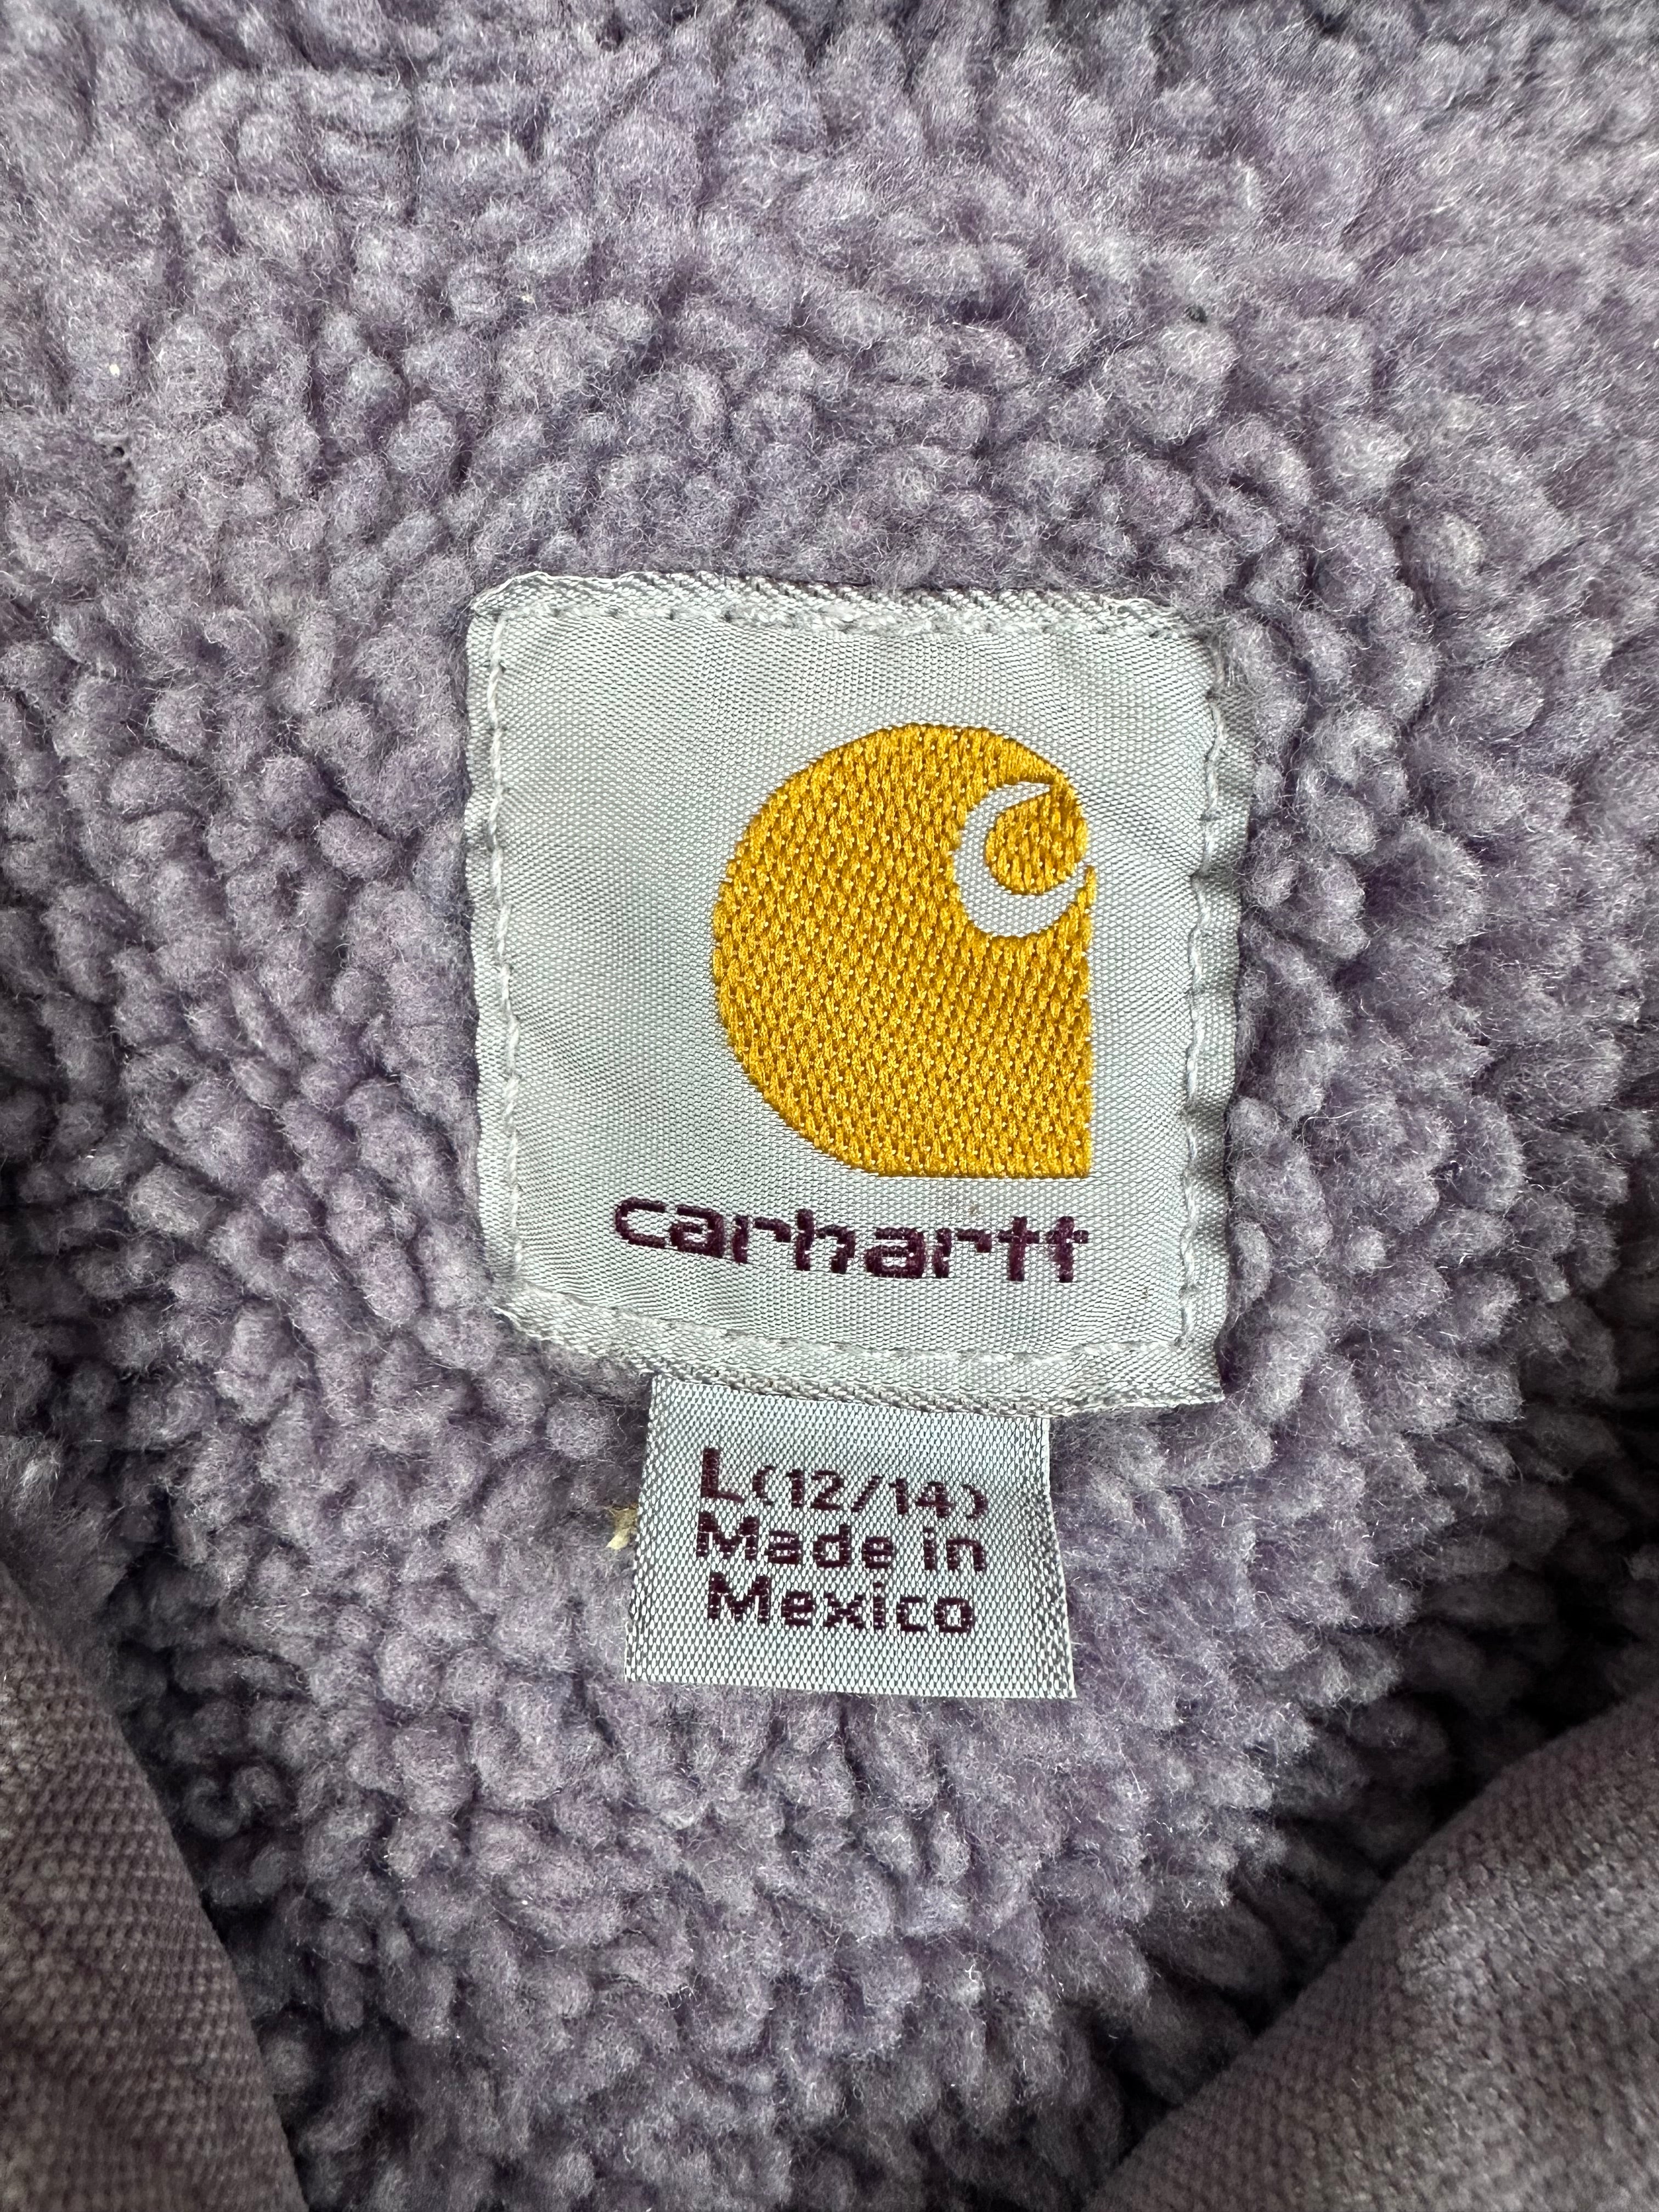 carhartt
L(12/14)
Made in
Mexico